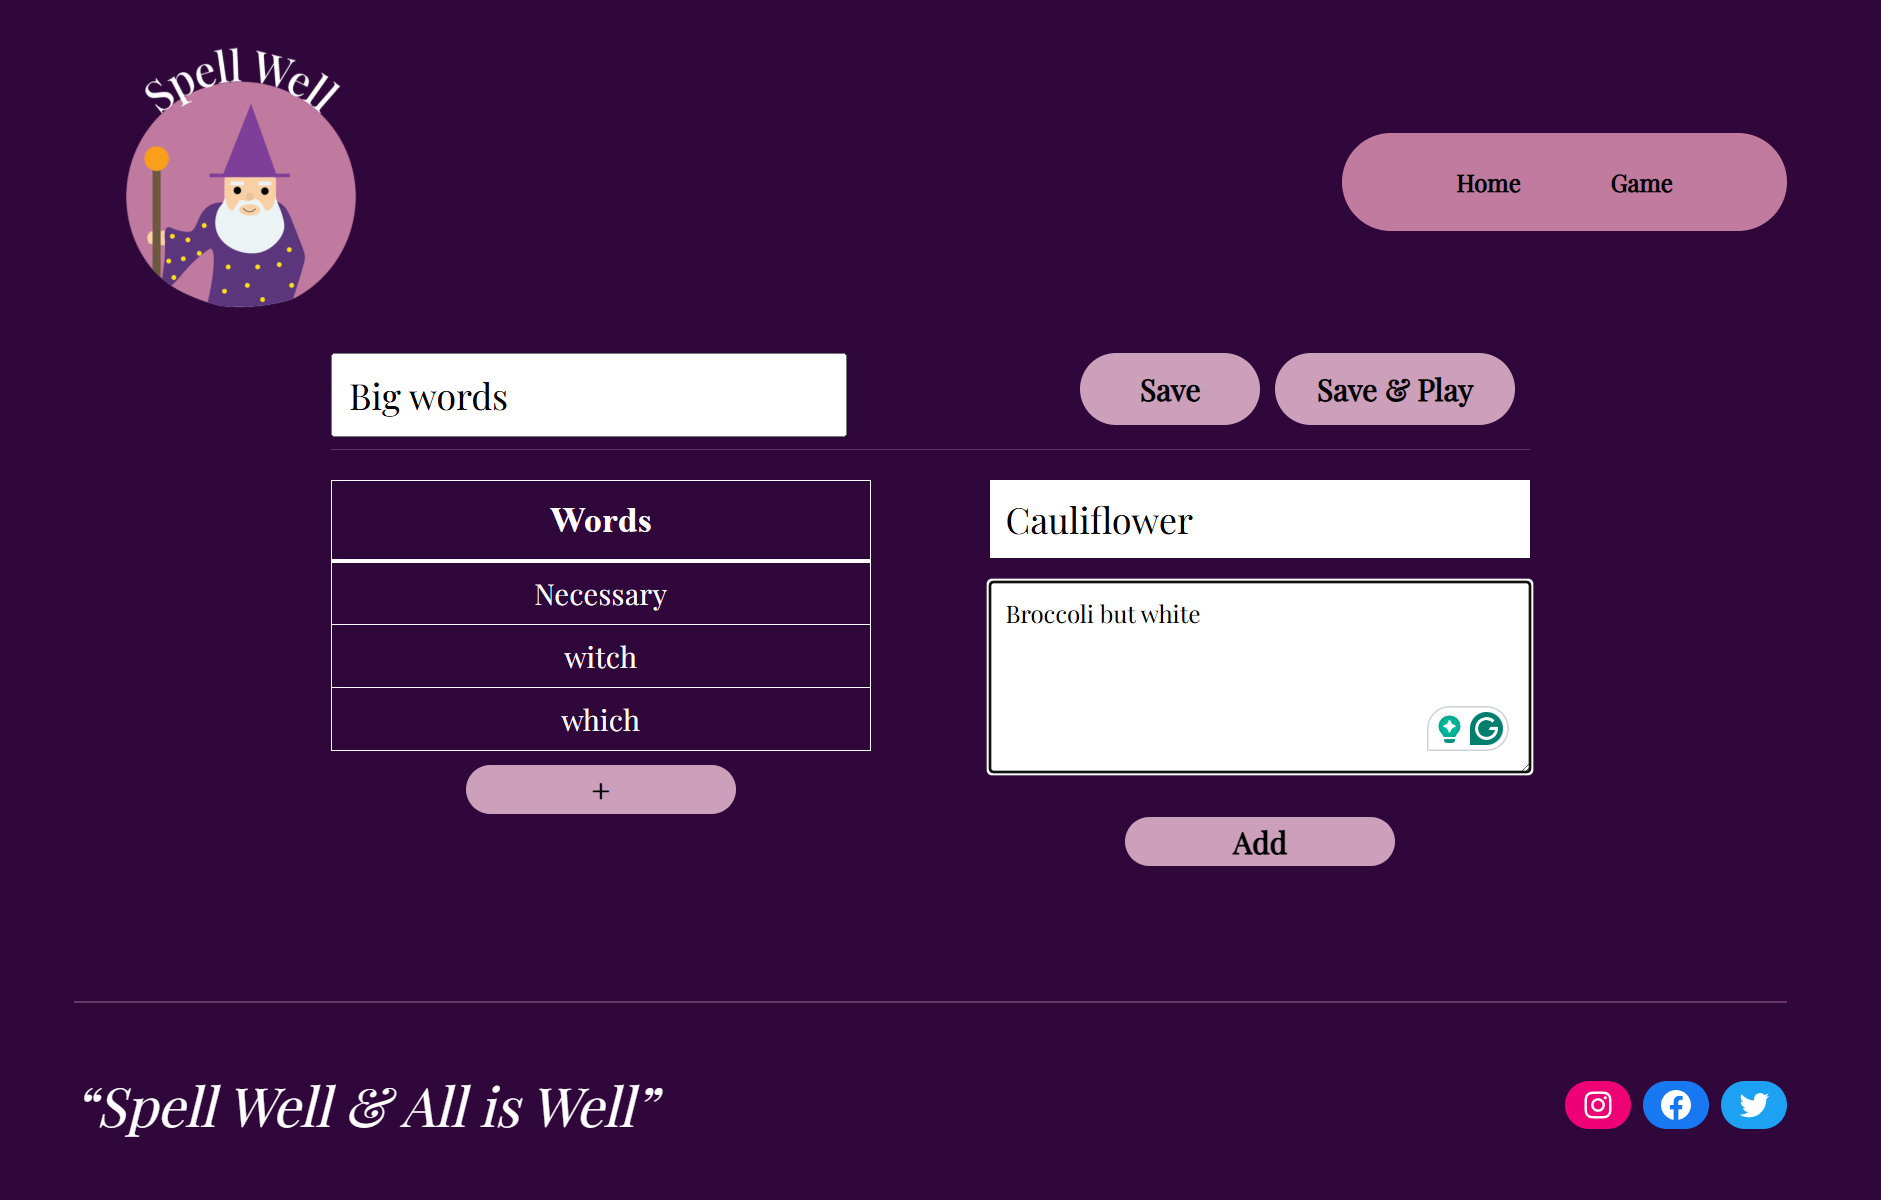 Spell Well
Home
Game
Big words
Save
Save & Play
Words
Necessary
witch
which
+
Cauliflower
Broccoli but white
Add
“Spell Well & All is Well”